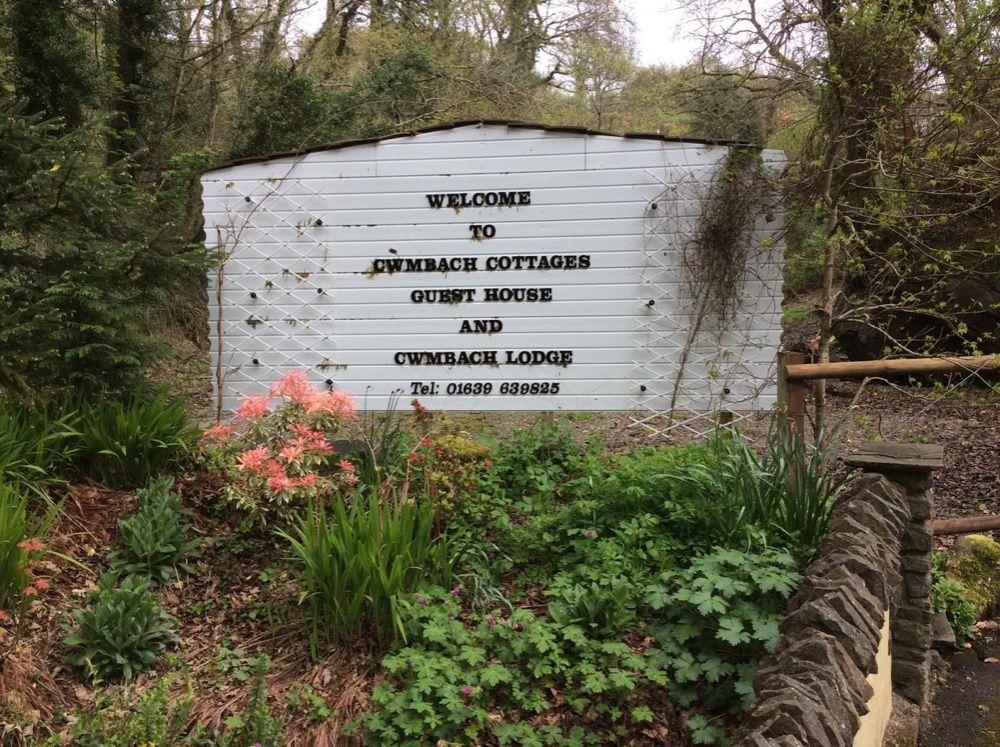 WELCOME
TO
CWMBACH COTTAGES
GUEST HOUSE
AND
CWMBACH LODGE
Tel: 01639 639825